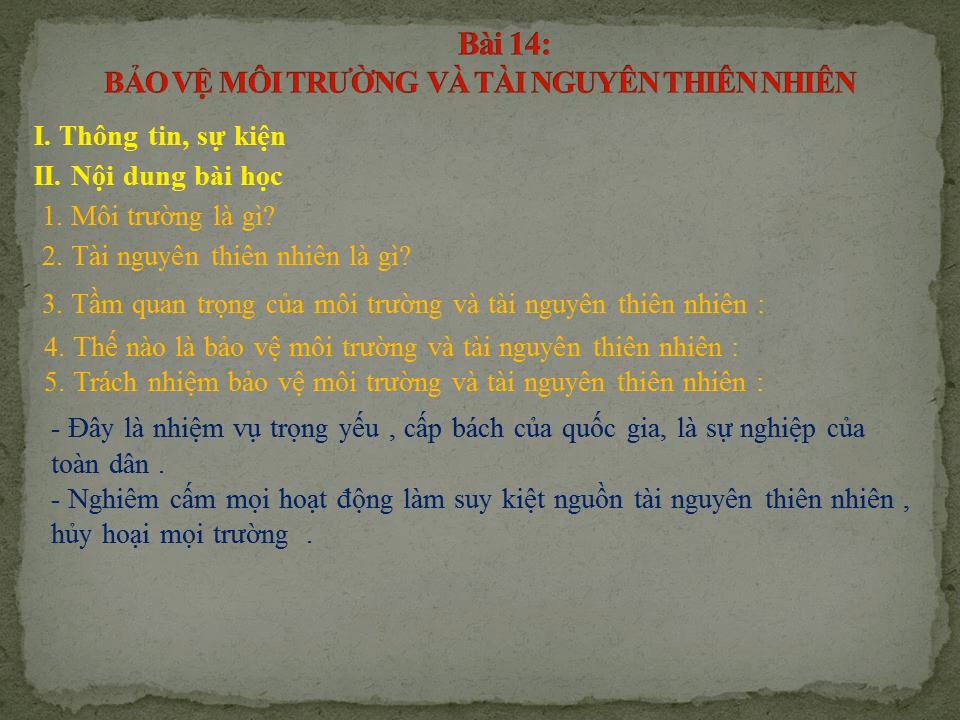 Bài 14:
BẢO VỆ MÔI TRƯỜNG VÀ TÀI NGUYÊN THIÊN NHIÊN
I. Thông tin, sự kiện
II. Nội dung bài học
1. Môi trường là gì?
2. Tài nguyên thiên nhiên là gì?
3. Tầm quan trọng của môi trường và tài nguyên thiên nhiên :
4. Thế nào là bảo vệ môi trường và tài nguyên thiên nhiên :
5. Trách nhiệm bảo vệ môi trường và tài nguyên thiên nhiên :
- Đây là nhiệm vụ trọng yếu , cấp bách của quốc gia, là sự nghiệp của
toàn dân .
- Nghiêm cấm mọi hoạt động làm suy kiệt nguồn tài nguyên thiên nhiên ,
hủy hoại mọi trường .